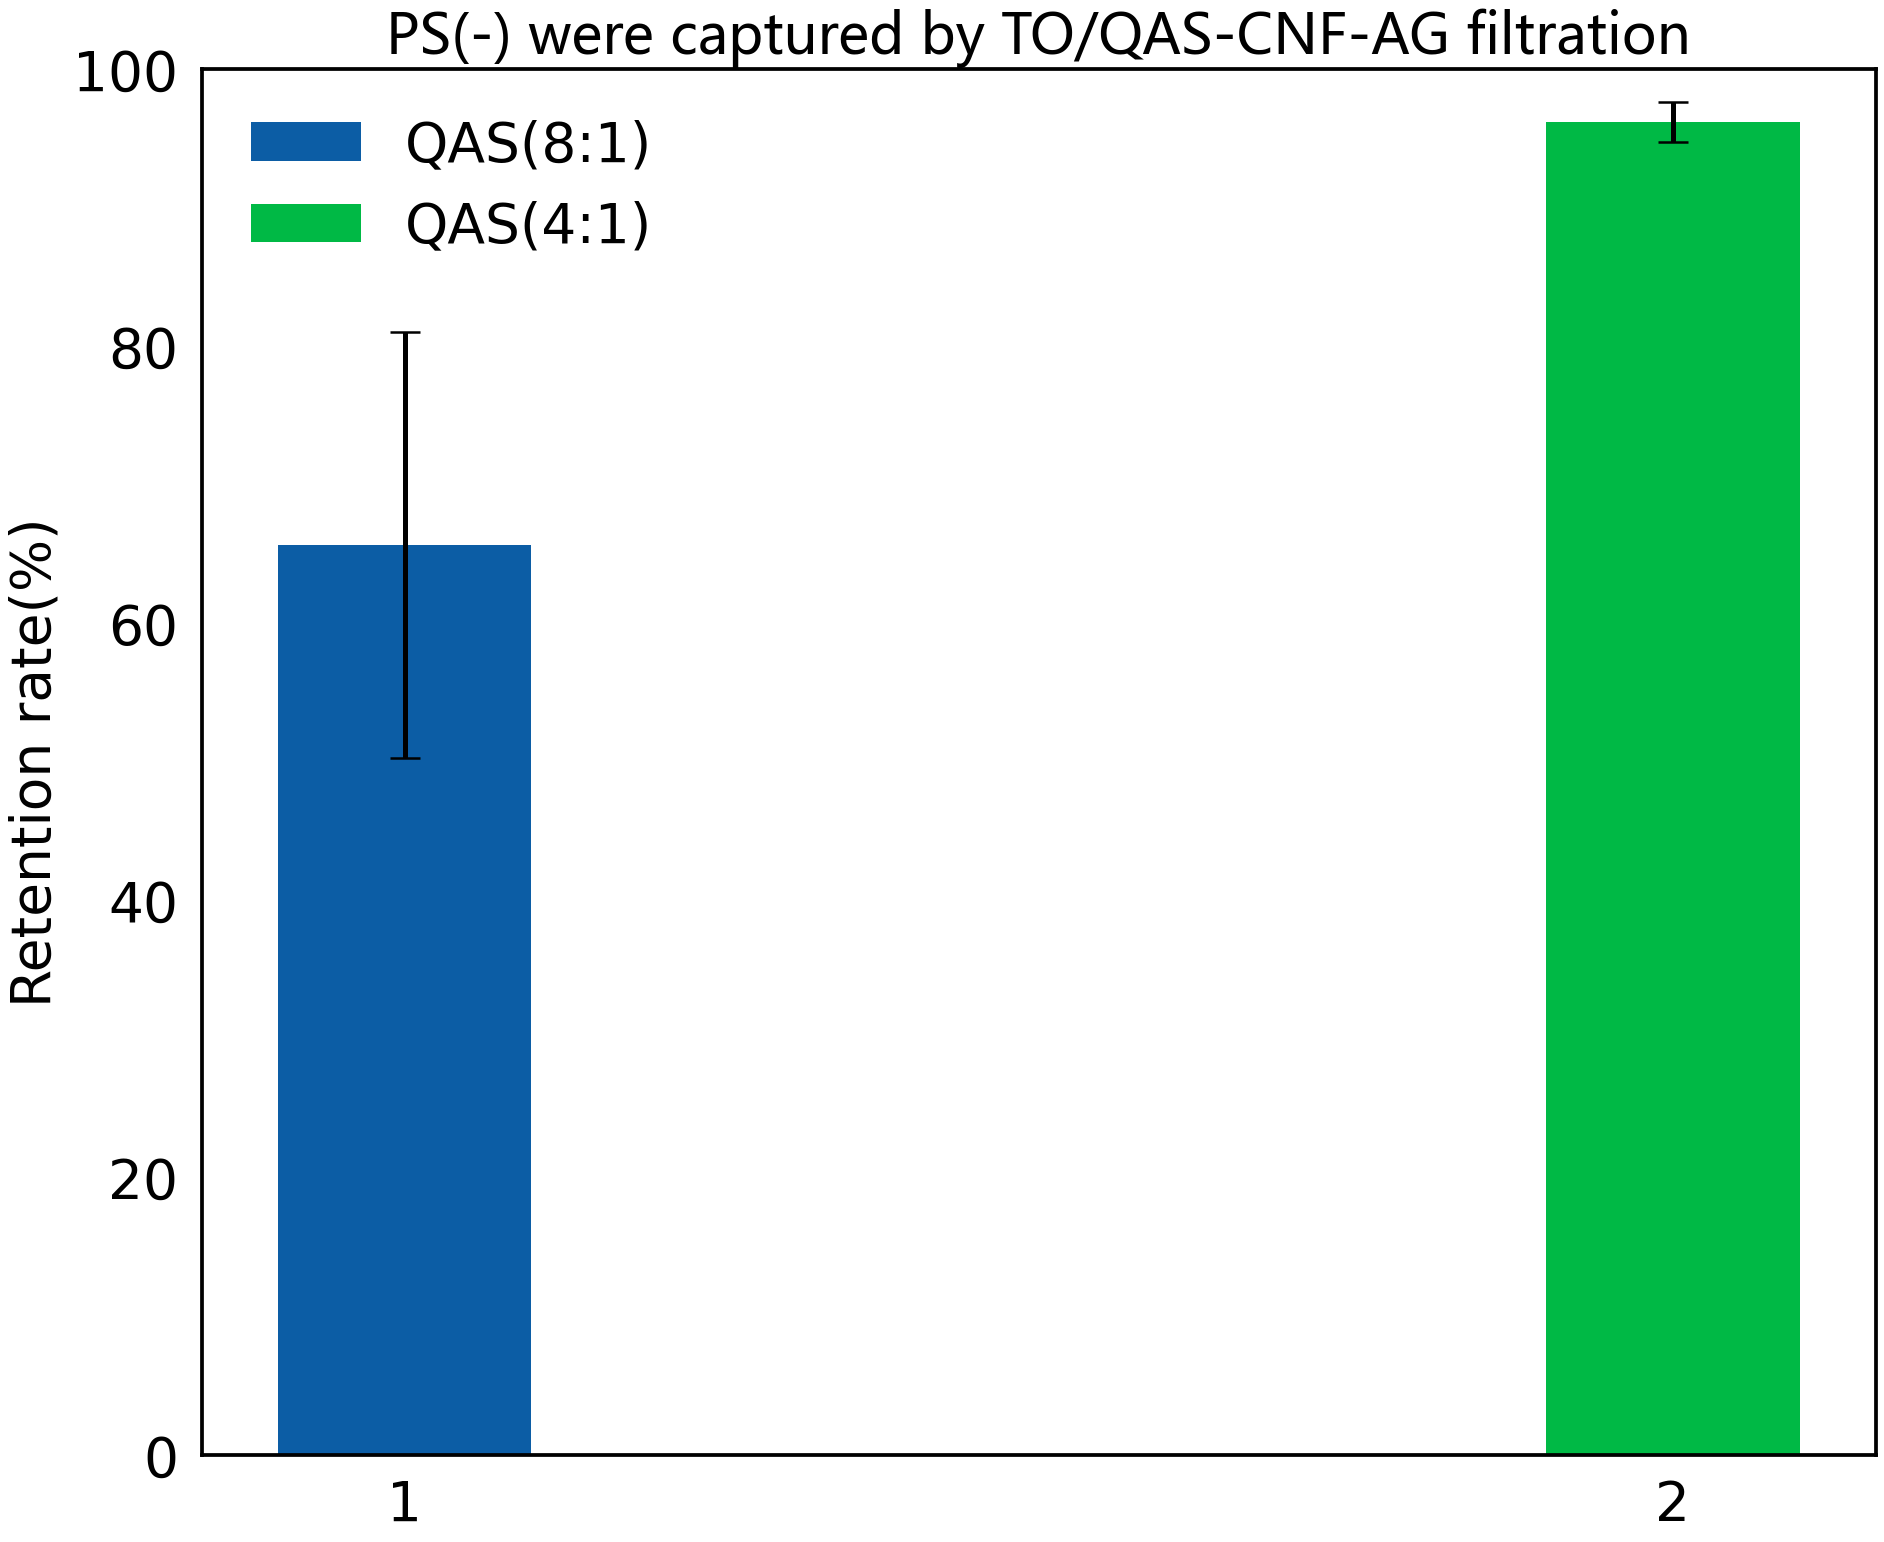 PS(-) were captured by TO/QAS-CNF-AG filtration
100
80
60
40
20
0
Retention rate(%)
QAS(8:1)
QAS(4:1)
1
2